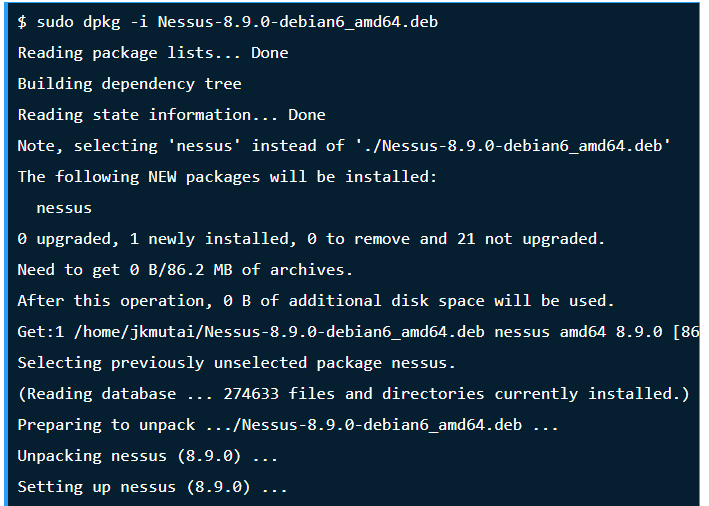 $ sudo dpkg -i Nessus-8.9.0-debian6_amd64.deb
Reading package lists... Done
Building dependency tree
Reading state information... Done
Note, selecting 'nessus' instead of './Nessus-8.9.0-debian6_amd64.deb'
The following NEW packages will be installed:
  nessus
0 upgraded, 1 newly installed, 0 to remove and 21 not upgraded.
Need to get 0 B/86.2 MB of archives.
After this operation, 0 B of additional disk space will be used.
Get:1 /home/jkmutai/Nessus-8.9.0-debian6_amd64.deb nessus amd64 8.9.0 [86
Selecting previously unselected package nessus.
(Reading database ... 274633 files and directories currently installed.)
Preparing to unpack .../Nessus-8.9.0-debian6_amd64.deb ...
Unpacking nessus (8.9.0) ...
Setting up nessus (8.9.0) ...